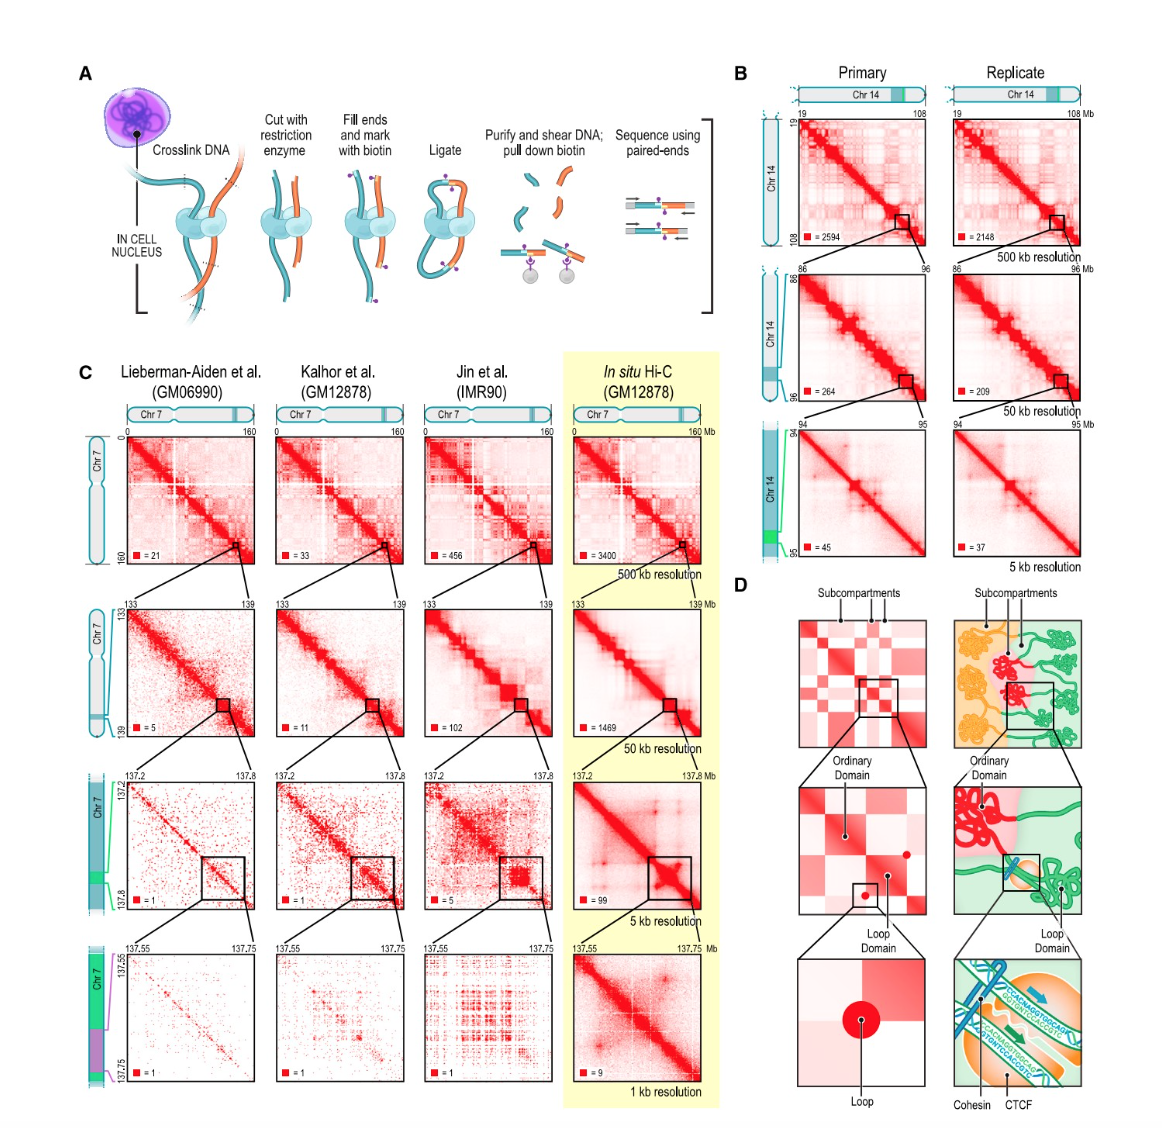 A
Crosslink DNA
Cut with
restriction
enzyme
Fill ends
and mark
with biotin
Ligate
Purify and shear DNA;
pull down biotin
Sequence using
paired-ends
IN CELL
NUCLEUS
B
Primary
Replicate
Chr 14
Chr 14
19
108
19
108 Mb
Chr 14
19
108
= 2594
= 2148
500 kb resolution
86
96
86
96 Mb
Chr 14
86
96
= 264
= 209
50 kb resolution
94
95
94
95 Mb
Chr 14
94
95
= 45
= 37
5 kb resolution
C
Lieberman-Aiden et al.
(GM06990)
Kalhor et al.
(GM12878)
Jin et al.
(IMR90)
In situ Hi-C
(GM12878)
Chr 7
Chr 7
Chr 7
Chr 7
0
160
0
160
0
160
0
160 Mb
Chr 7
0
160
= 21
= 33
= 456
= 3400
500 kb resolution
133
139
133
139
133
139
133
139 Mb
Chr 7
133
139
= 5
= 11
= 102
= 1469
50 kb resolution
137.2
137.8
137.2
137.8
137.2
137.8
137.2
137.8 Mb
Chr 7
137.2
137.8
= 1
= 1
= 5
= 99
5 kb resolution
137.55
137.75
137.55
137.75
137.55
137.75
137.55
137.75 Mb
Chr 7
137.55
137.75
= 1
= 1
= 1
= 9
1 kb resolution
D
Subcompartments
Subcompartments
Ordinary
Domain
Ordinary
Domain
Loop
Domain
Loop
Domain
Loop
Cohesin
CTCF